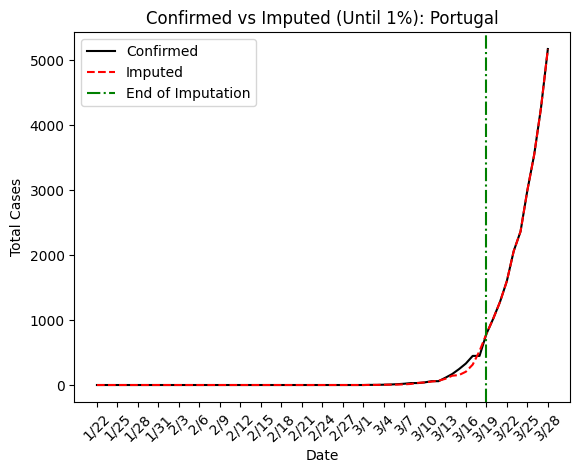 Confirmed vs Imputed (Until 1%): Portugal
Confirmed
Imputed
End of Imputation
Total Cases
5000
4000
3000
2000
1000
0
1/22 1/25 1/28 1/31 2/3 2/6 2/9 2/12 2/15 2/18 2/21 2/24 2/27 3/1 3/4 3/7 3/10 3/13 3/16 3/19 3/22 3/25 3/28
Date